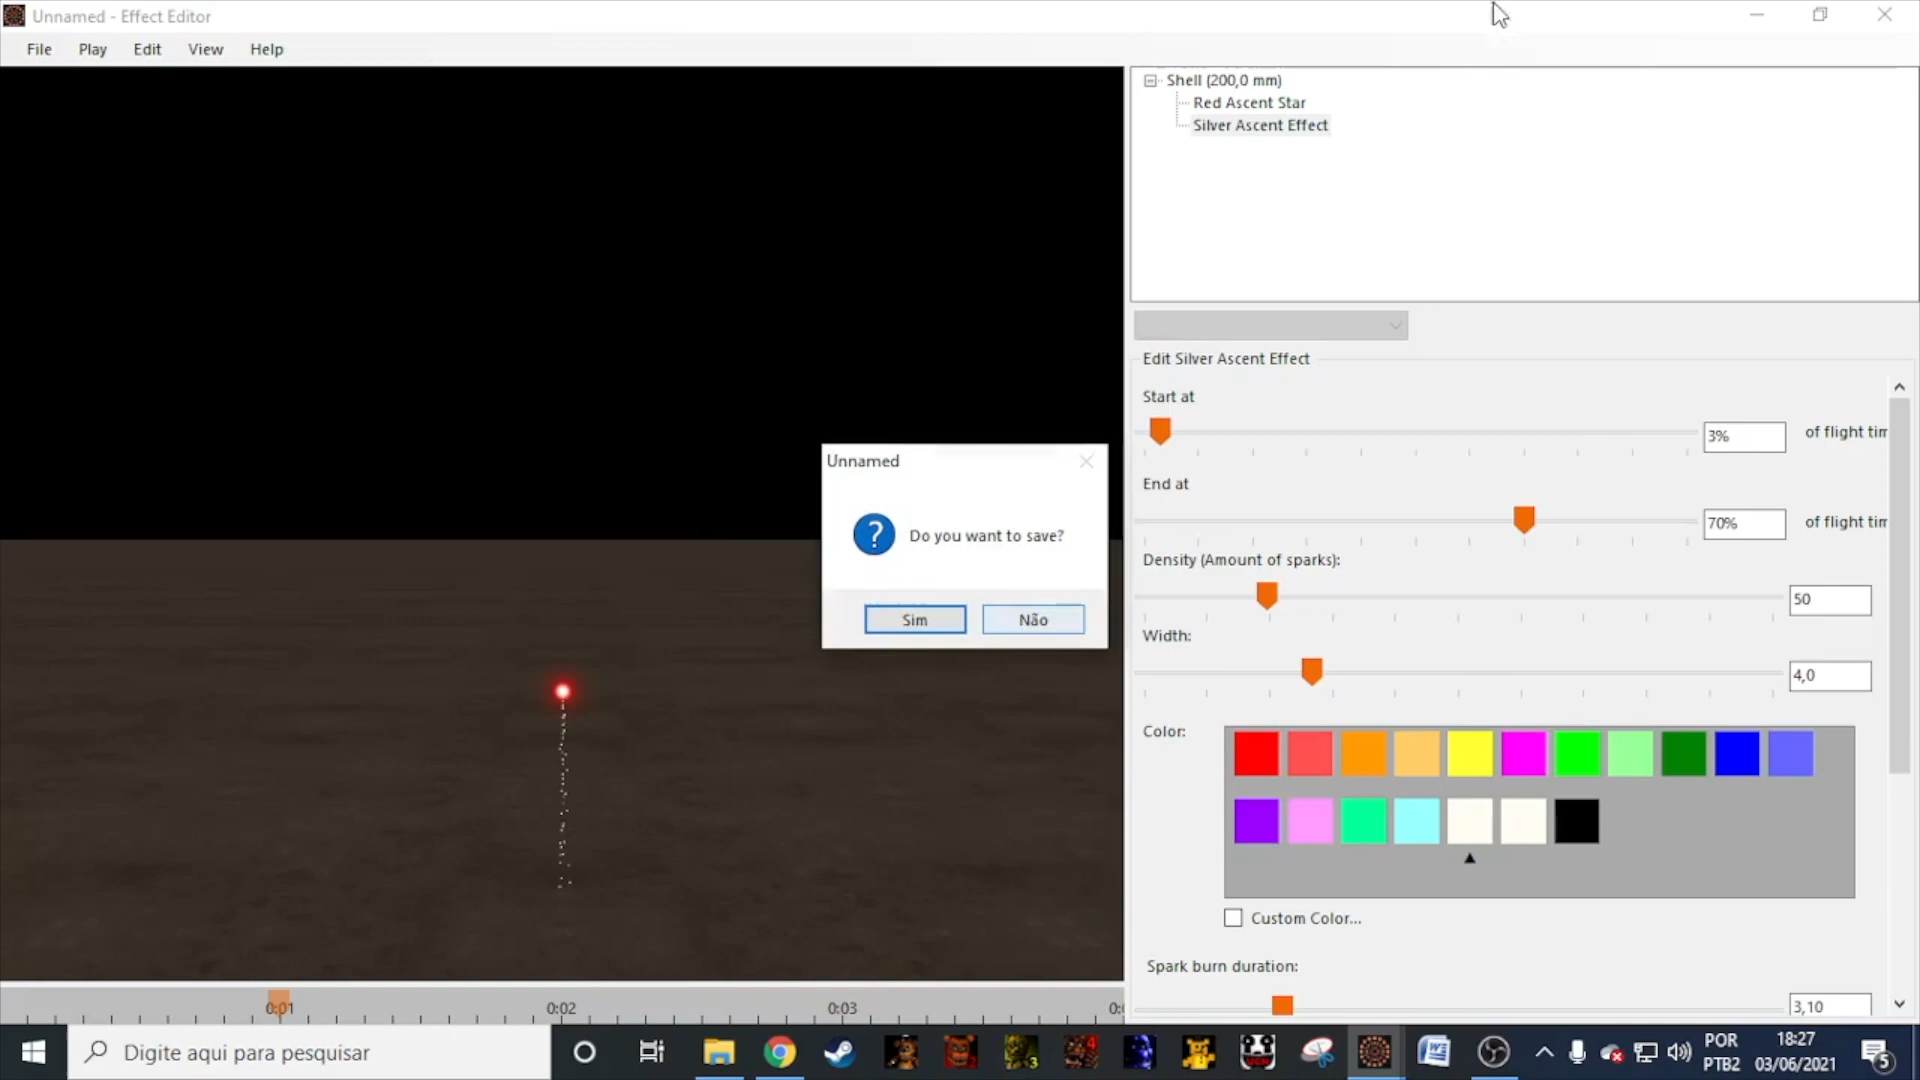 Unnamed - Effect Editor
File Play Edit View Help
Shell (200,0 mm)
Red Ascent Star
Silver Ascent Effect
Edit Silver Ascent Effect
Start at
3% of flight tim
End at
70% of flight tim
Density (Amount of sparks):
50
Width:
4,0
Color:
Custom Color...
Spark burn duration:
3,10
Unnamed
? Do you want to save?
Sim Não
0:01 0:02 0:03
Digite aqui para pesquisar
POR 18:27
PTB2 03/06/2021
5